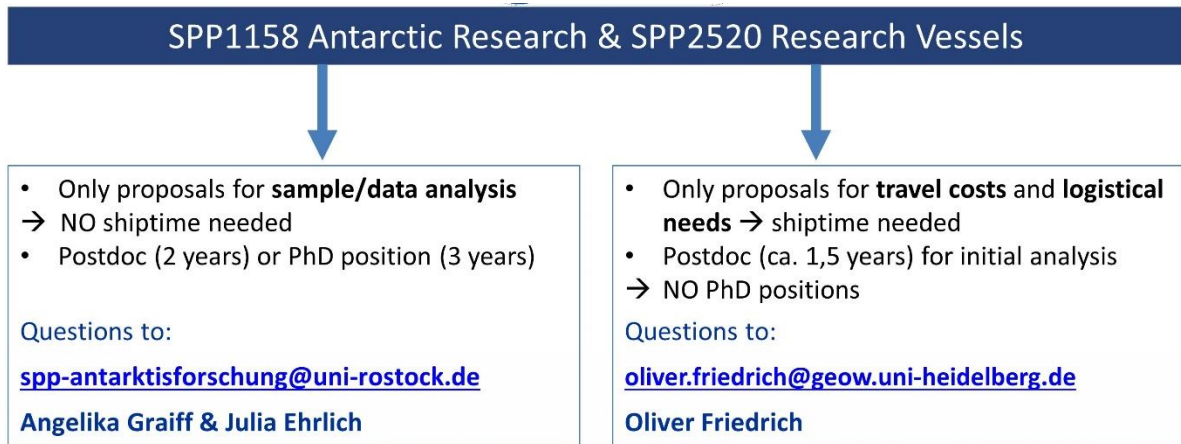 SPP1158 Antarctic Research & SPP2520 Research Vessels
• Only proposals for sample/data analysis
→ NO shiptime needed
• Postdoc (2 years) or PhD position (3 years)
Questions to:
spp-antarktisforschung@uni-rostock.de
Angelika Graiff & Julia Ehrlich
• Only proposals for travel costs and logistical
needs → shiptime needed
• Postdoc (ca. 1,5 years) for initial analysis
→ NO PhD positions
Questions to:
oliver.friedrich@geow.uni-heidelberg.de
Oliver Friedrich